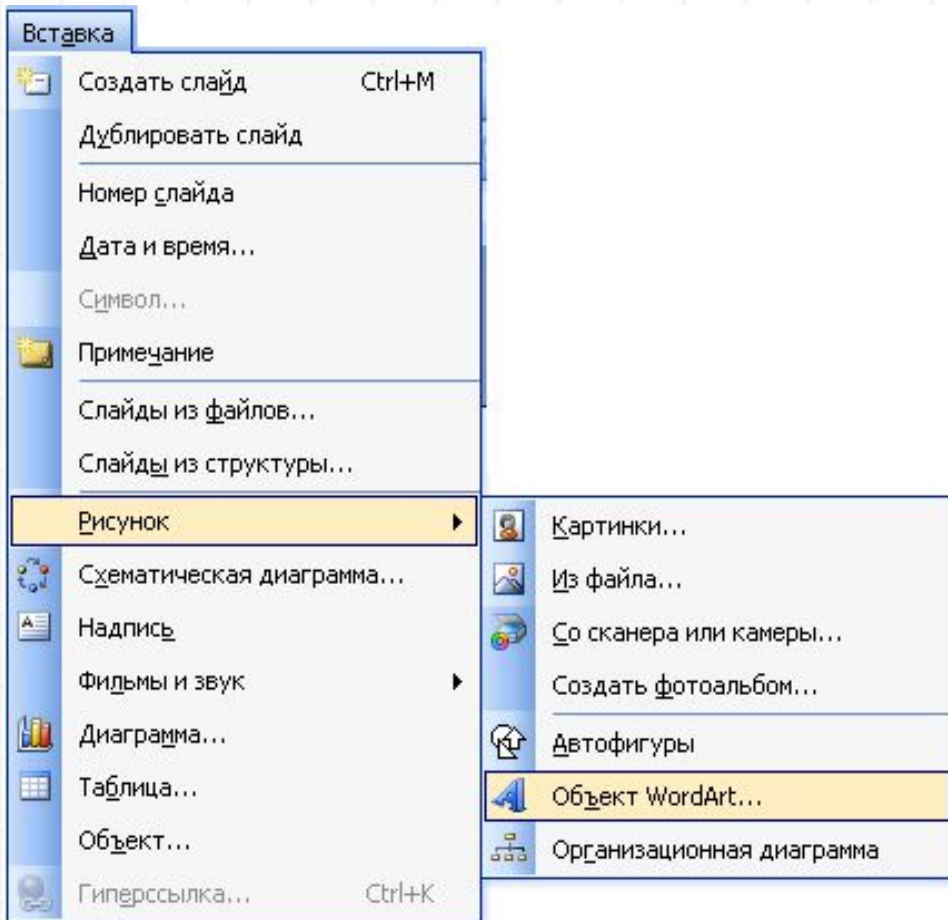 Вставка
Создать слайд Ctrl+M
Дублировать слайд
Номер слайда
Дата и время...
Символ...
Примечание
Слайды из файлов...
Слайды из структуры...
Рисунок
Картинки...
Схематическая диаграмма...
Из файла...
Надпись
Со сканера или камеры...
Фильмы и звук
Создать фотоальбом...
Диаграмма...
Автофигуры
Таблица...
Объект WordArt...
Объект...
Организационная диаграмма
Гиперссылка... Ctrl+K